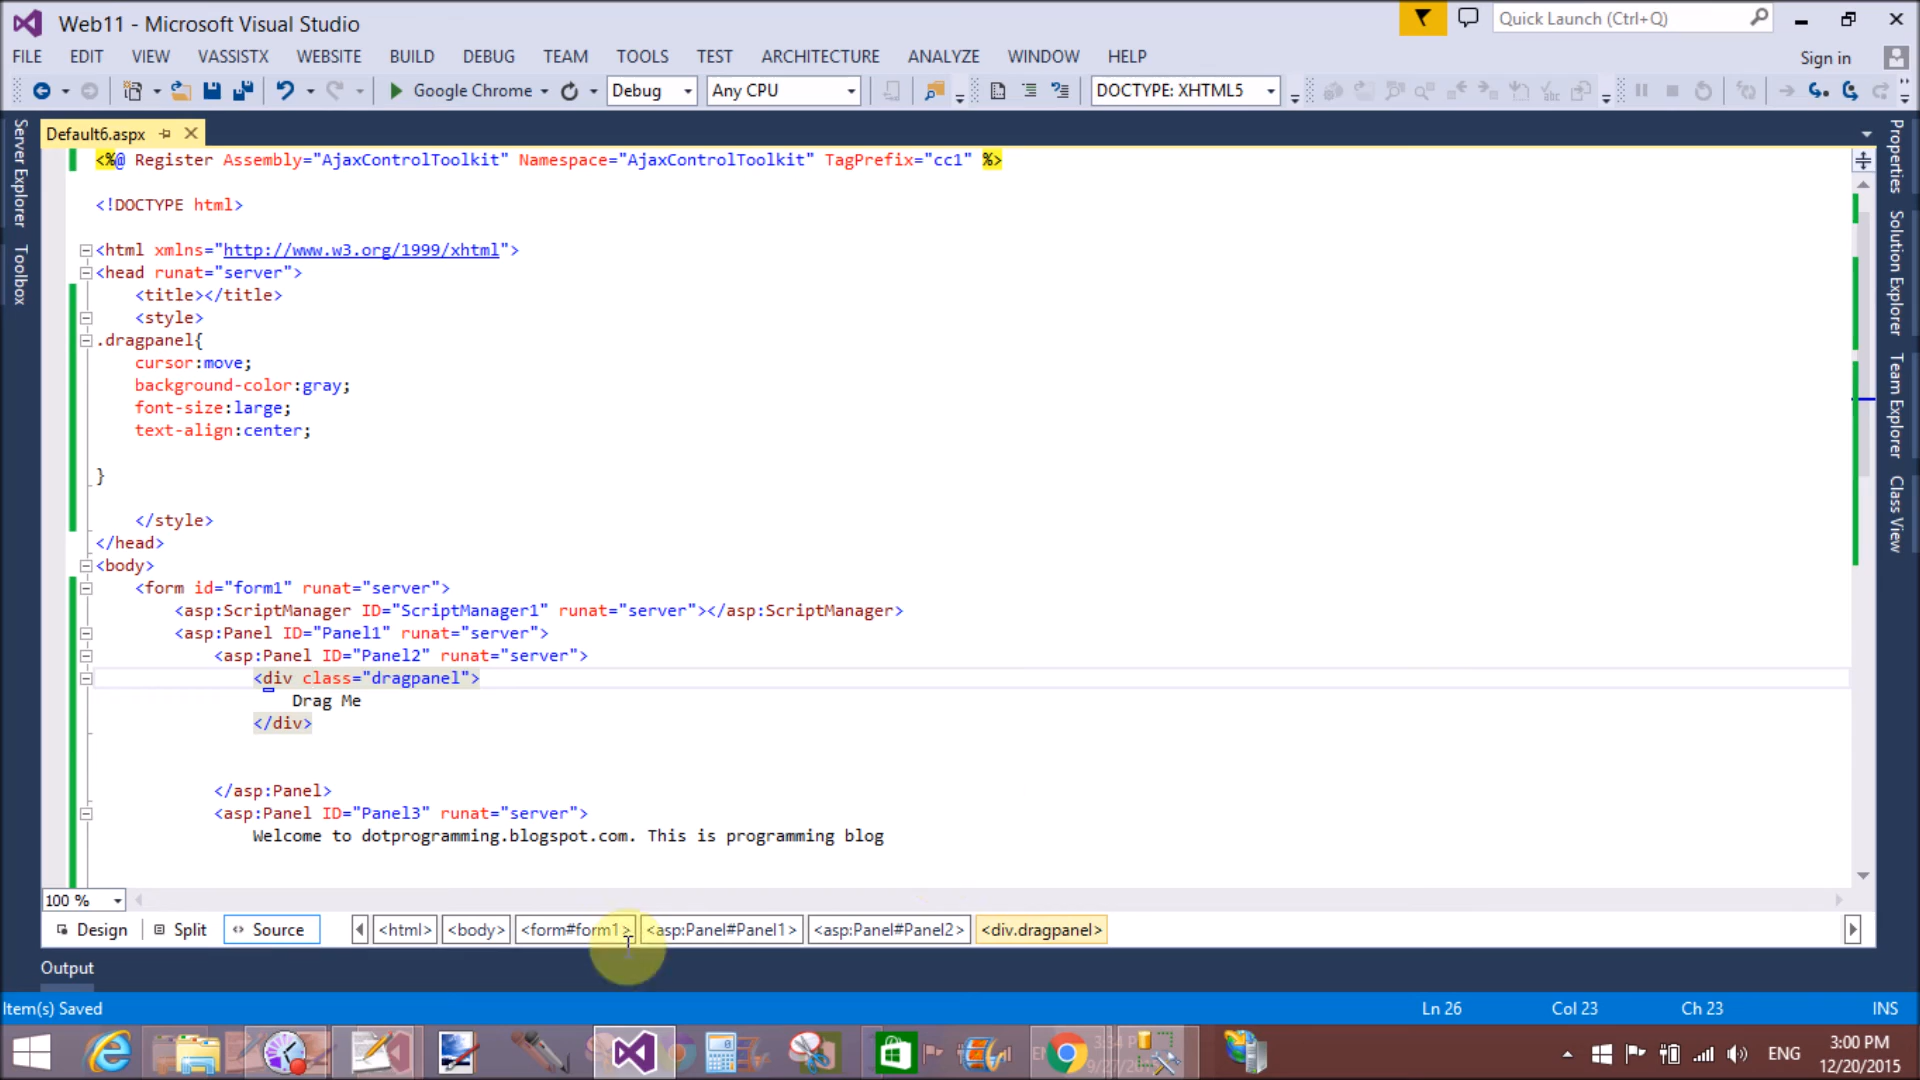 Web11 - Microsoft Visual Studio
Quick Launch (Ctrl+Q)
FILE EDIT VIEW VASSISTX WEBSITE BUILD DEBUG TEAM TOOLS TEST ARCHITECTURE ANALYZE WINDOW HELP Sign in
Google Chrome Debug Any CPU DOCTYPE: XHTML5
Default6.aspx
Server Explorer
Toolbox
Properties
Solution Explorer
Team Explorer
Class View
<%@ Register Assembly="AjaxControlToolkit" Namespace="AjaxControlToolkit" TagPrefix="cc1" %>
<!DOCTYPE html>
<html xmlns="http://www.w3.org/1999/xhtml">
<head runat="server">
<title></title>
<style>
.dragpanel{
cursor:move;
background-color:gray;
font-size:large;
text-align:center;
}
</style>
</head>
<body>
<form id="form1" runat="server">
<asp:ScriptManager ID="ScriptManager1" runat="server"></asp:ScriptManager>
<asp:Panel ID="Panel1" runat="server">
<asp:Panel ID="Panel2" runat="server">
<div class="dragpanel">
Drag Me
</div>
</asp:Panel>
<asp:Panel ID="Panel3" runat="server">
Welcome to dotprogramming.blogspot.com. This is programming blog
100 %
Design Split Source <html> <body> <form#form1> <asp:Panel#Panel1> <asp:Panel#Panel2> <div.dragpanel>
Output
Item(s) Saved Ln 26 Col 23 Ch 23 INS
ENG 3:00 PM
12/20/2015